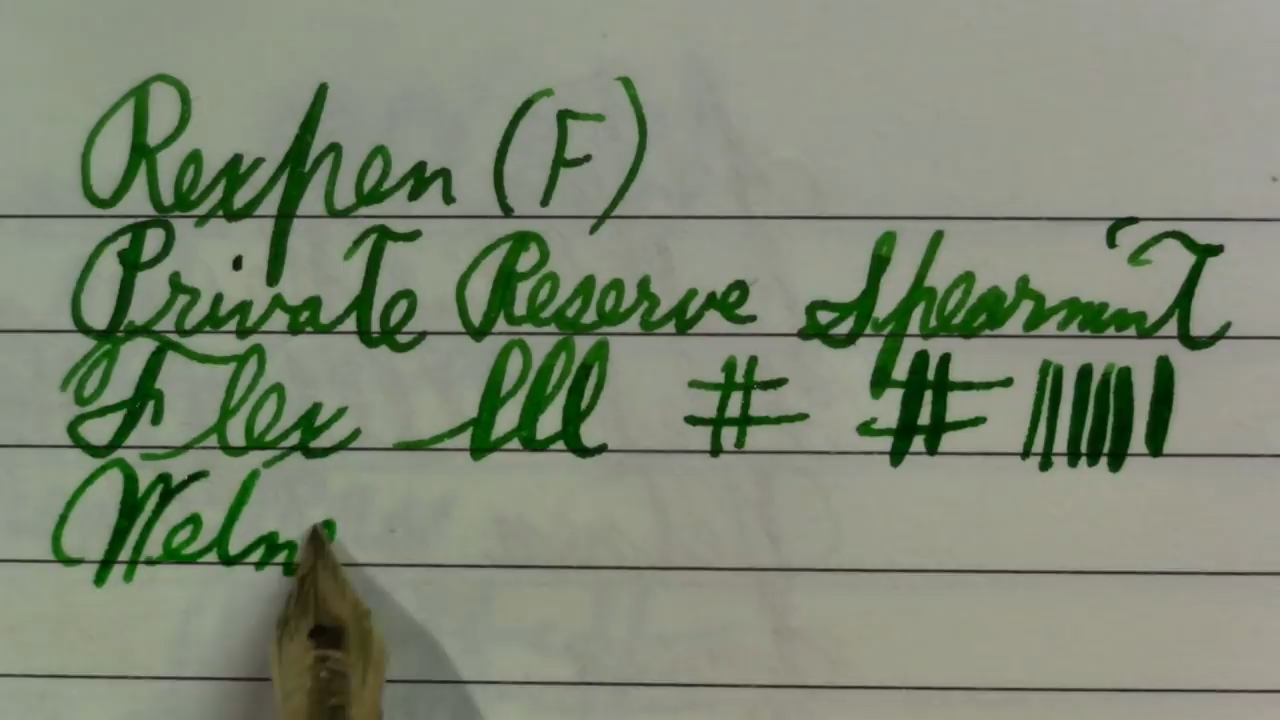 Rexpen (F)
Private Reserve Spearmint
Flex lll # #